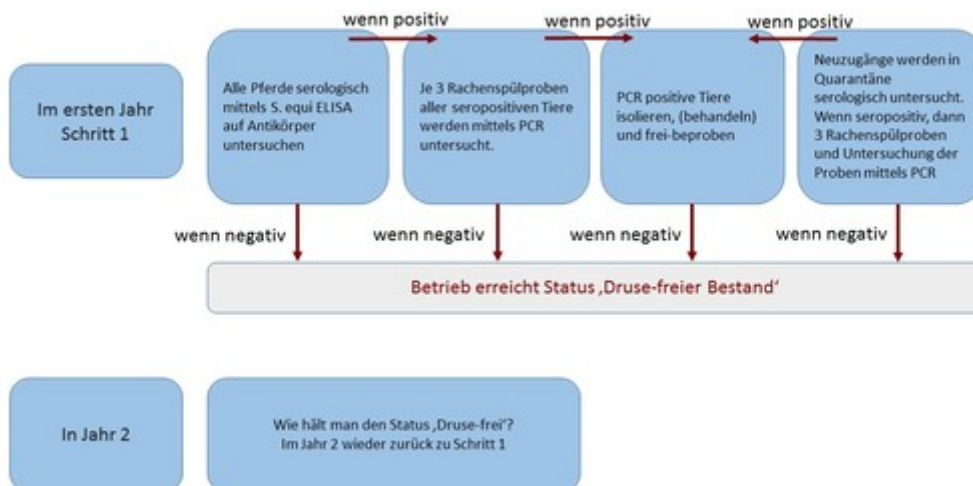 wenn positiv
wenn positiv
wenn positiv
Im ersten Jahr
Schritt 1
Alle Pferde serologisch
mittels S. equi ELISA
auf Antikörper
untersuchen
Je 3 Rachenspülproben
aller seropositiven Tiere
werden mittels PCR
untersucht.
PCR positive Tiere
isolieren, (behandeln)
und frei-beproben
Neuzugänge werden in
Quarantäne
serologisch untersucht.
Wenn seropositiv, dann
3 Rachenspülproben
und Untersuchung der
Proben mittels PCR
wenn negativ
wenn negativ
wenn negativ
wenn negativ
Betrieb erreicht Status ‚Druse-freier Bestand‘
In Jahr 2
Wie hält man den Status ‚Druse-frei‘?
Im Jahr 2 wieder zurück zu Schritt 1